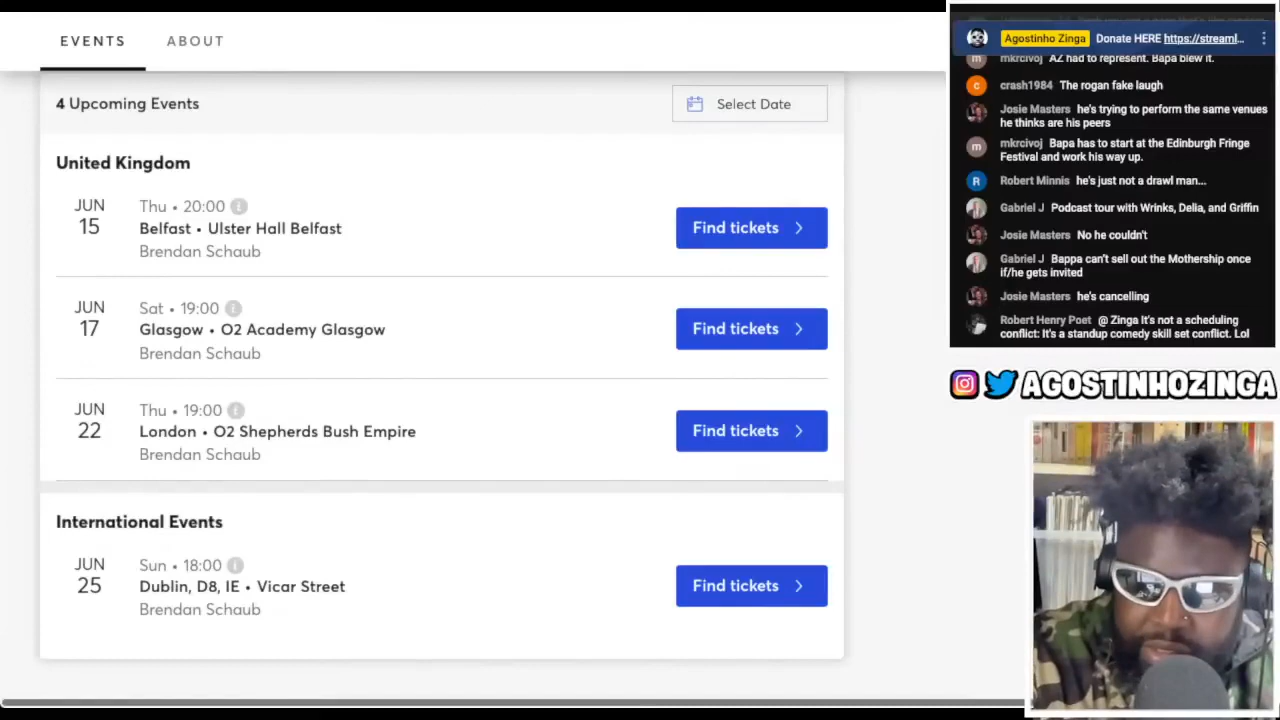 EVENTS
ABOUT
4 Upcoming Events
Select Date
United Kingdom
JUN
15
Thu • 20:00
Belfast • Ulster Hall Belfast
Brendan Schaub
Find tickets
JUN
17
Sat • 19:00
Glasgow • O2 Academy Glasgow
Brendan Schaub
Find tickets
JUN
22
Thu • 19:00
London • O2 Shepherds Bush Empire
Brendan Schaub
Find tickets
International Events
JUN
25
Sun • 18:00
Dublin, D8, IE • Vicar Street
Brendan Schaub
Find tickets
Agostinho Zinga Donate HERE https://streaml...
mkrcivoj AZ had to represent. Bapa blew it.
crash1984 The rogan fake laugh
Josie Masters he's trying to perform the same venues
he thinks are his peers
mkrcivoj Bapa has to start at the Edinburgh Fringe
Festival and work his way up.
R Robert Minnis he's just not a drawl man...
Gabriel J Podcast tour with Wrinks, Delia, and Griffin
Josie Masters No he couldn't
Gabriel J Bappa can't sell out the Mothership once
if/he gets invited
Josie Masters he's cancelling
Robert Henry Poet @ Zinga It's not a scheduling
conflict: It's a standup comedy skill set conflict. Lol
AGOSTINHOZINGA